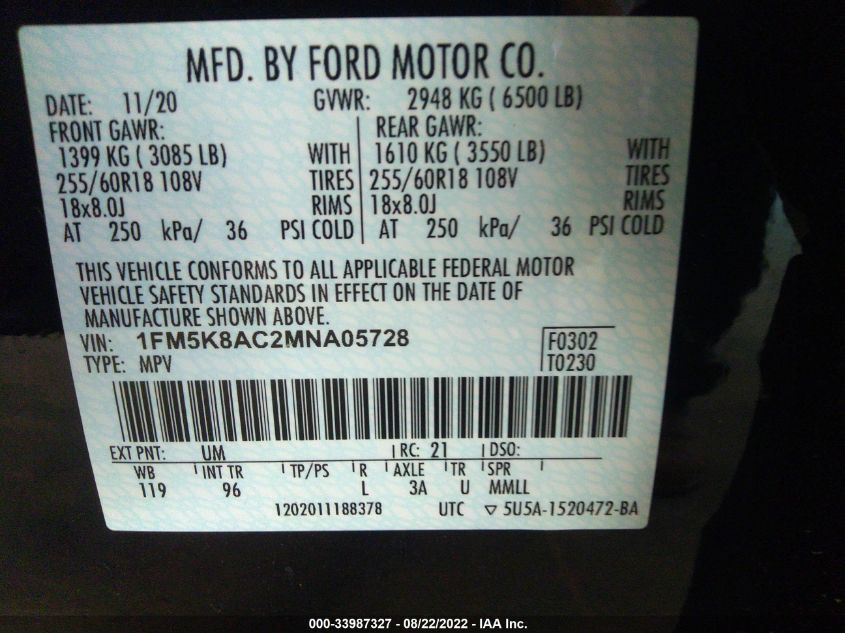 MFD. BY FORD MOTOR CO.
DATE: 11/20 GVWR: 2948 KG ( 6500 LB)
FRONT GAWR: REAR GAWR:
1399 KG ( 3085 LB) WITH 1610 KG ( 3550 LB) WITH
255/60R18 108V TIRES 255/60R18 108V TIRES
18x8.0J RIMS 18x8.0J RIMS
AT 250 kPa/ 36 PSI COLD AT 250 kPa/ 36 PSI COLD
THIS VEHICLE CONFORMS TO ALL APPLICABLE FEDERAL MOTOR
VEHICLE SAFETY STANDARDS IN EFFECT ON THE DATE OF
MANUFACTURE SHOWN ABOVE.
VIN: 1FM5K8AC2MNA05728 F0302
TYPE: MPV T0230
EXT PNT: UM RC: 21 DSO:
WB INT TR TP/PS R AXLE TR SPR
119 96 L 3A U MMLL
1202011188378 UTC ▽ 5U5A-1520472-BA
000-33987327 - 08/22/2022 - IAA Inc.